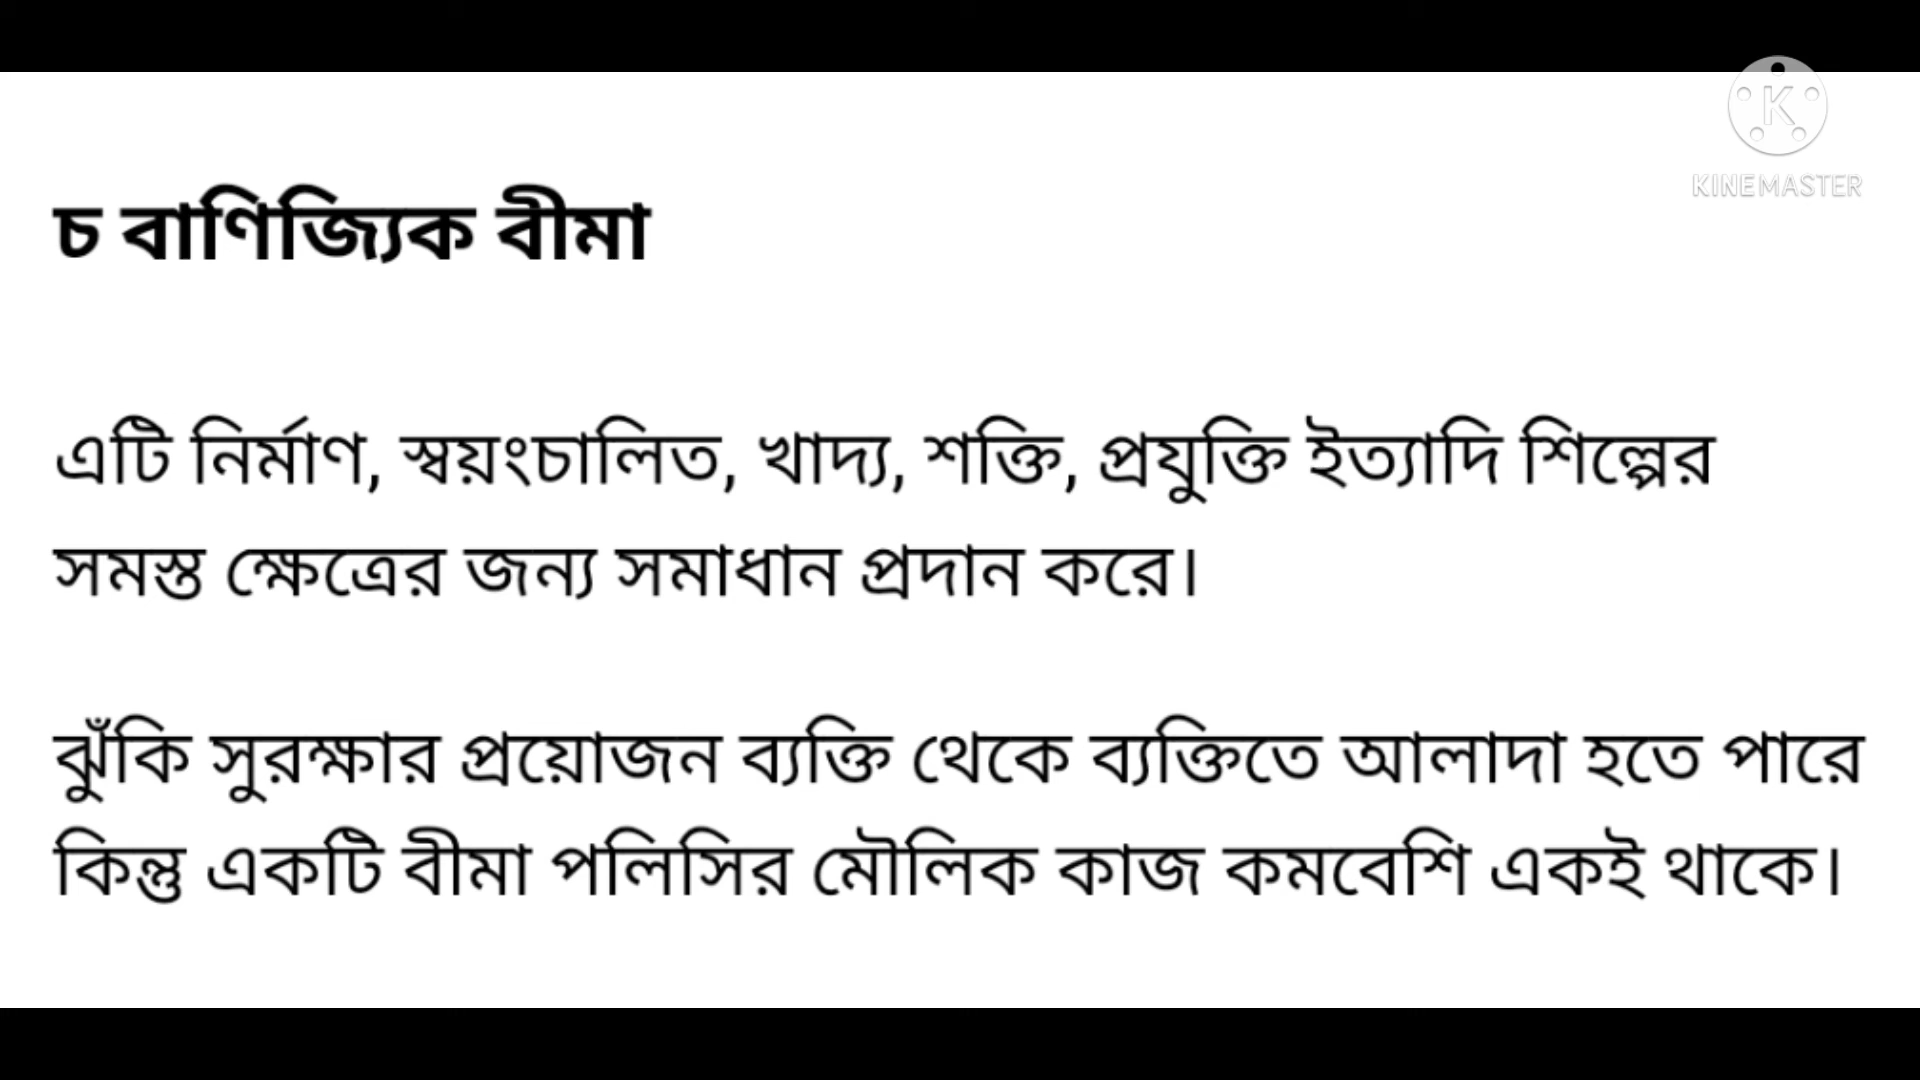 KINEMASTER
চ বাণিজ্যিক বীমা
এটি নির্মাণ, স্বয়ংচালিত, খাদ্য, শক্তি, প্রযুক্তি ইত্যাদি শিল্পের
সমস্ত ক্ষেত্রের জন্য সমাধান প্রদান করে।
ঝুঁকি সুরক্ষার প্রয়োজন ব্যক্তি থেকে ব্যক্তিতে আলাদা হতে পারে
কিন্তু একটি বীমা পলিসির মৌলিক কাজ কমবেশি একই থাকে।